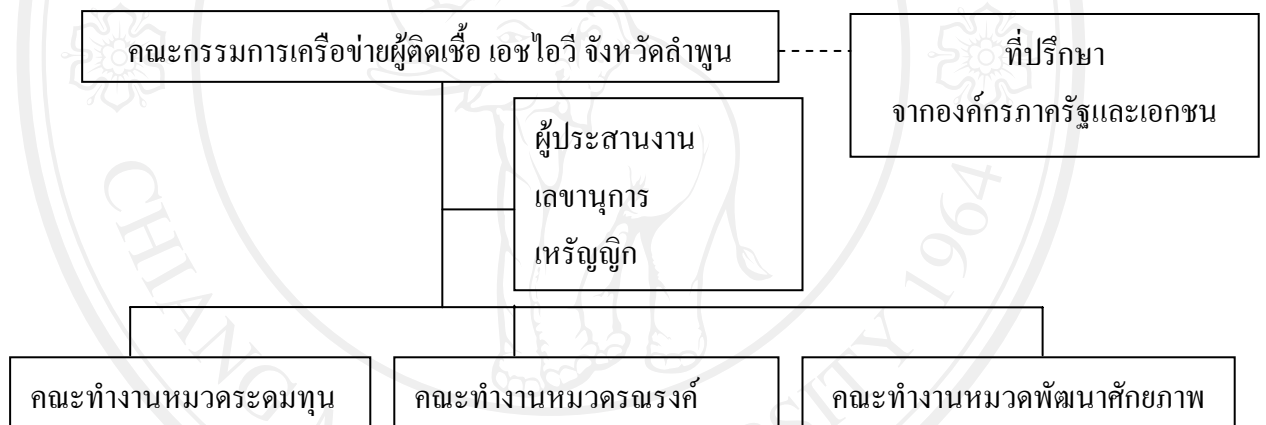 คณะกรรมการเครือข่ายผู้ติดเชื้อ เอชไอวี จังหวัดลำพูน
ที่ปรึกษา
จากองค์กรภาครัฐและเอกชน
ผู้ประสานงาน
เลขานุการ
เหรัญญิก
คณะทำงานหมวดระดมทุน
คณะทำงานหมวดรณรงค์
คณะทำงานหมวดพัฒนาศักยภาพ
CHIANG
SITY 1964